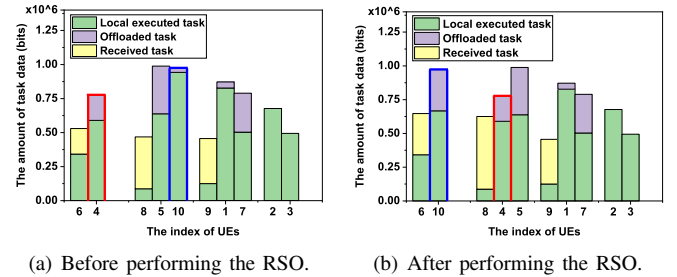 x10^6
Local executed task
Offloaded task
Received task
The amount of task data (bits)
1.25
1.00
0.75
0.50
0.25
0.00
6 4 8 5 10 9 1 7 2 3
The index of UEs
(a) Before performing the RSO.
x10^6
Local executed task
Offloaded task
Received task
The amount of task data (bits)
1.25
1.00
0.75
0.50
0.25
0.00
6 10 8 4 5 9 1 7 2 3
The index of UEs
(b) After performing the RSO.